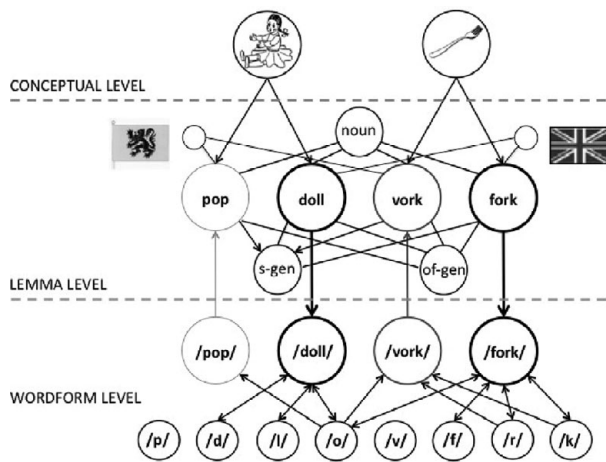 CONCEPTUAL LEVEL
noun
pop doll vork fork
s-gen of-gen
LEMMA LEVEL
/pop/ /doll/ /vork/ /fork/
WORDFORM LEVEL
/p/ /d/ /l/ /o/ /v/ /f/ /r/ /k/